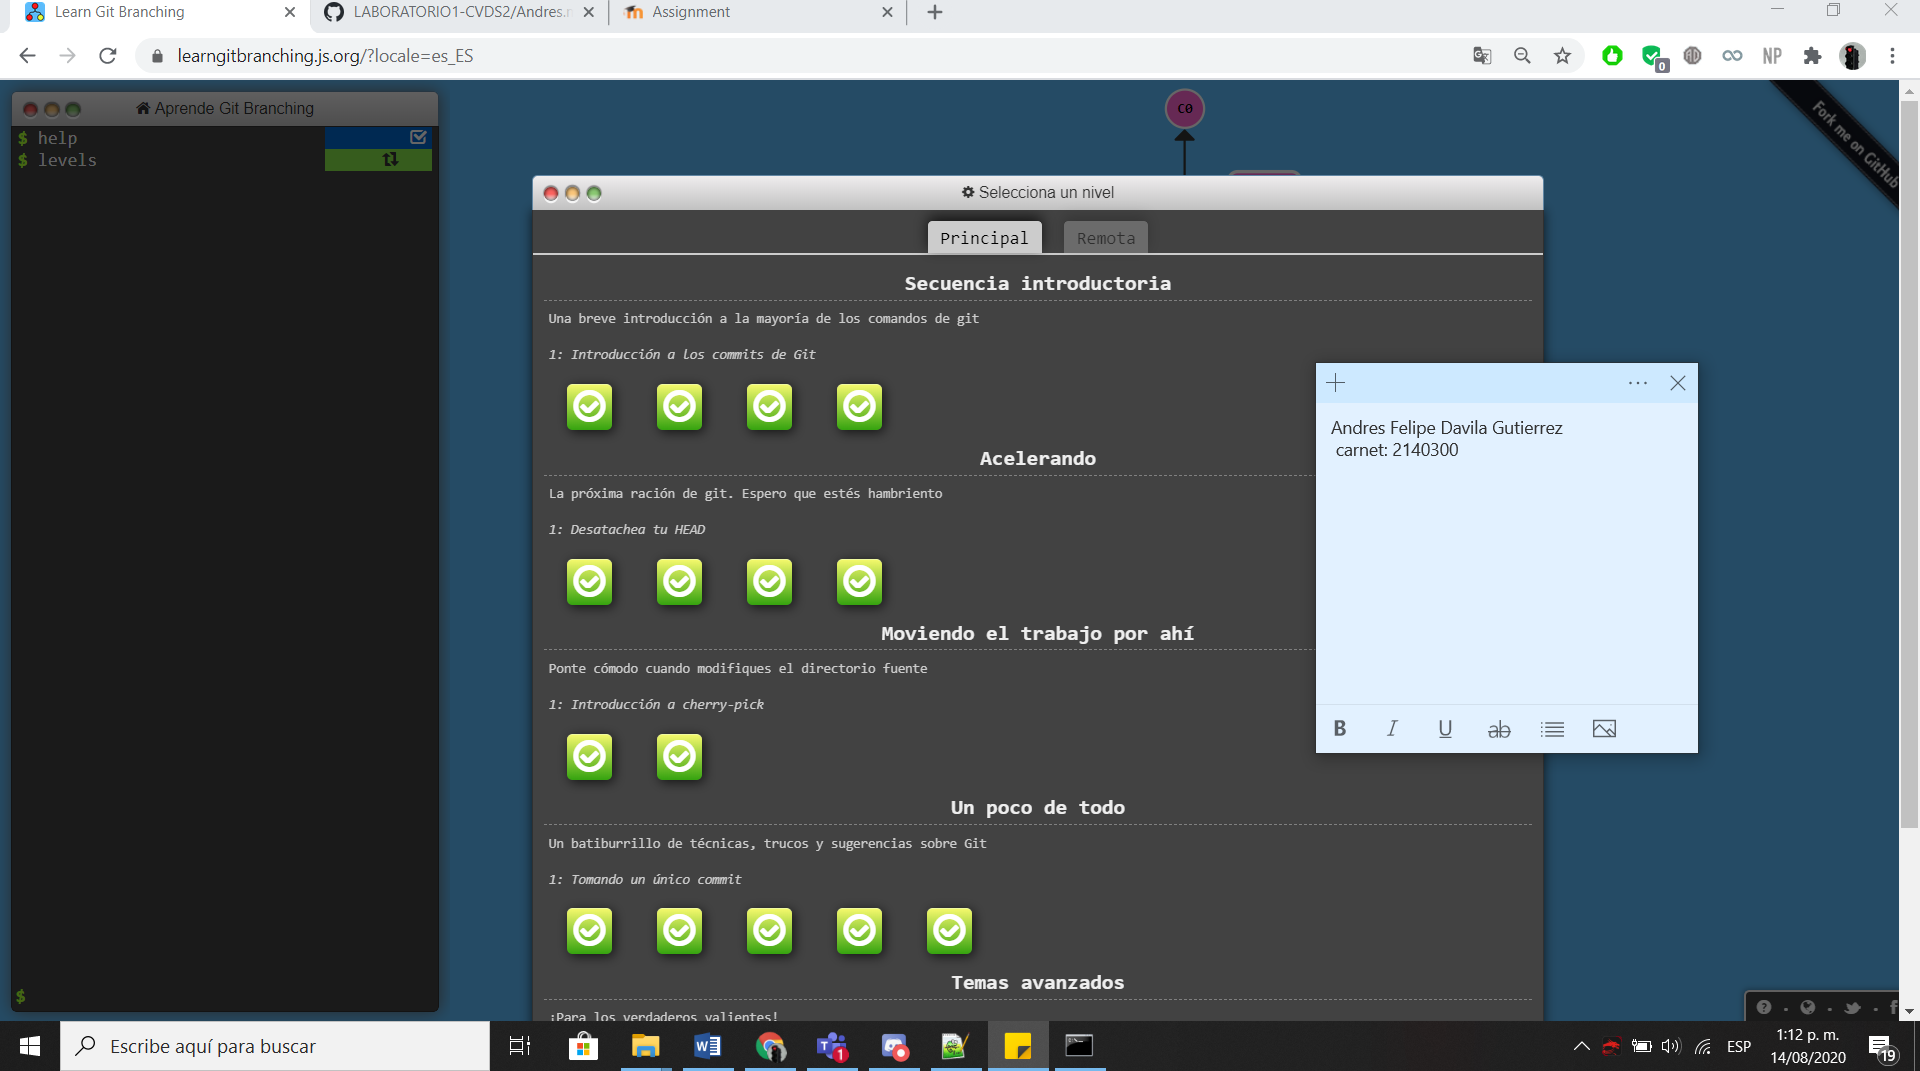 Learn Git Branching
LABORATORIO1-CVDS2/Andres.
Assignment
learngitbranching.js.org/?locale=es_ES
0
NP
Aprende Git Branching
$ help
$ levels
$
C0
Fork me on GitHub
Selecciona un nivel
Principal
Remota
Secuencia introductoria
Una breve introducción a la mayoría de los comandos de git
1: Introducción a los commits de Git
Acelerando
La próxima ración de git. Espero que estés hambriento
1: Desatachea tu HEAD
Moviendo el trabajo por ahí
Ponte cómodo cuando modifiques el directorio fuente
1: Introducción a cherry-pick
Un poco de todo
Un batiburrillo de técnicas, trucos y sugerencias sobre Git
1: Tomando un único commit
Temas avanzados
¡Para los verdaderos valientes!
Andres Felipe Davila Gutierrez
carnet: 2140300
B I U ab
Escribe aquí para buscar
1
ESP
1:12 p. m.
14/08/2020
19